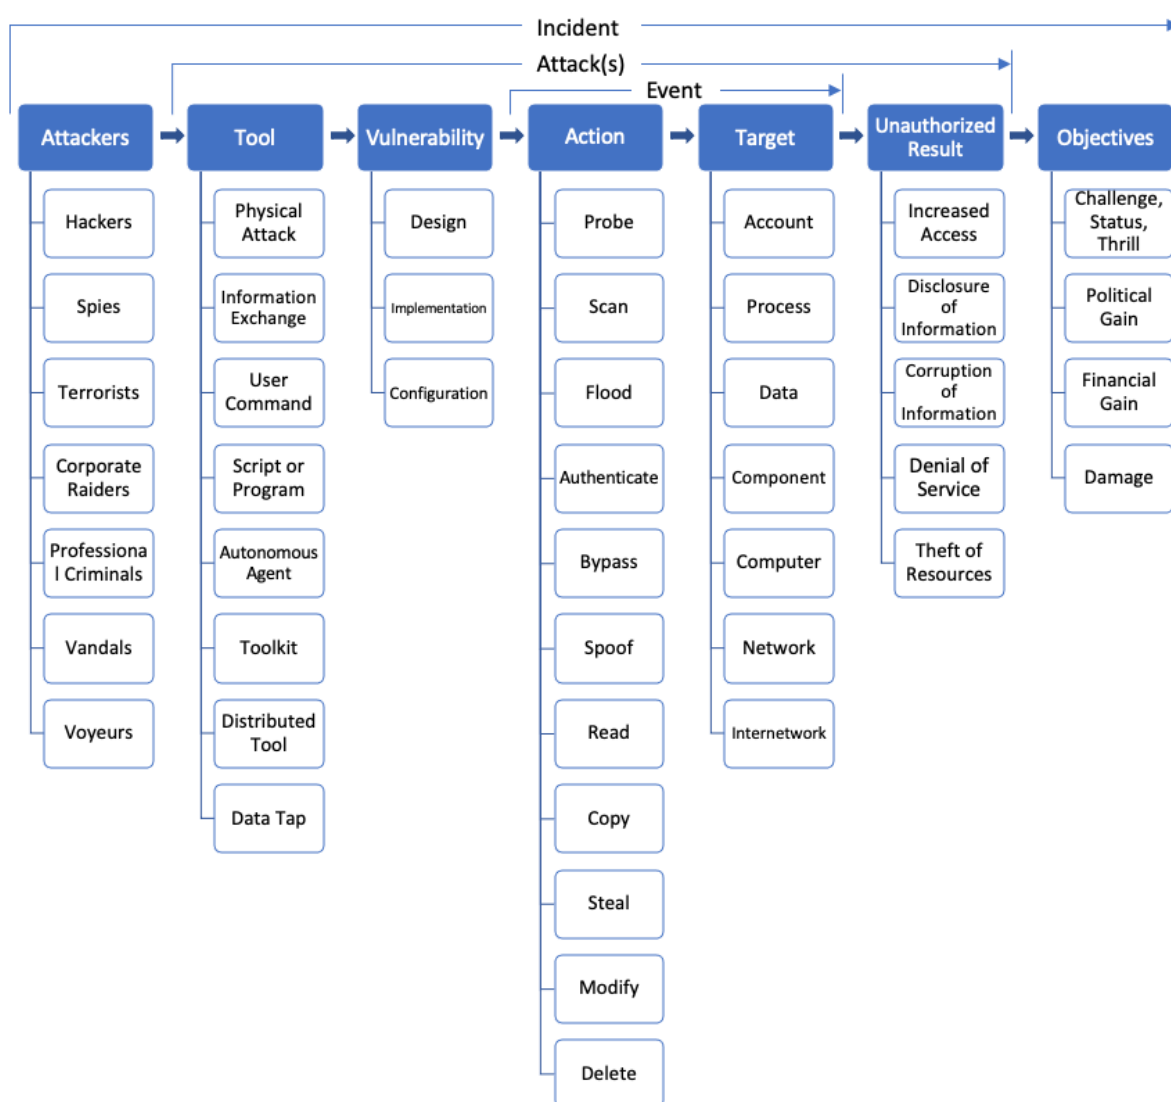 Incident
Attack(s)
Event
Attackers
Tool
Vulnerability
Action
Target
Unauthorized
Result
Objectives
Hackers
Spies
Terrorists
Corporate
Raiders
Professiona
l Criminals
Vandals
Voyeurs
Physical
Attack
Information
Exchange
User
Command
Script or
Program
Autonomous
Agent
Toolkit
Distributed
Tool
Data Tap
Design
Implementation
Configuration
Probe
Scan
Flood
Authenticate
Bypass
Spoof
Read
Copy
Steal
Modify
Delete
Account
Process
Data
Component
Computer
Network
Internetwork
Increased
Access
Disclosure
of
Information
Corruption
of
Information
Denial of
Service
Theft of
Resources
Challenge,
Status,
Thrill
Political
Gain
Financial
Gain
Damage